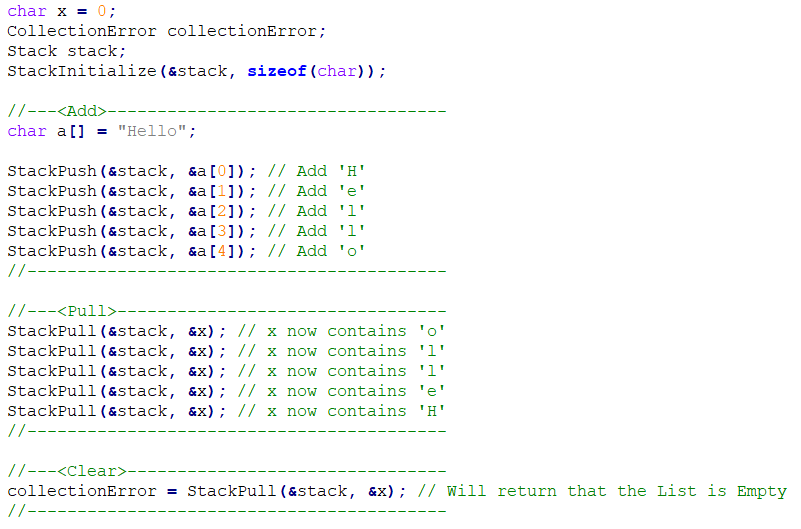 char x = 0;
CollectionError collectionError;
Stack stack;
StackInitialize(&stack, sizeof(char));
//---<Add>----------------------------------
char a[] = "Hello";
StackPush(&stack, &a[0]); // Add 'H'
StackPush(&stack, &a[1]); // Add 'e'
StackPush(&stack, &a[2]); // Add 'l'
StackPush(&stack, &a[3]); // Add 'l'
StackPush(&stack, &a[4]); // Add 'o'
//------------------------------------------
//---<Pull>---------------------------------
StackPull(&stack, &x); // x now contains 'o'
StackPull(&stack, &x); // x now contains 'l'
StackPull(&stack, &x); // x now contains 'l'
StackPull(&stack, &x); // x now contains 'e'
StackPull(&stack, &x); // x now contains 'H'
//------------------------------------------
//---<Clear>--------------------------------
collectionError = StackPull(&stack, &x); // Will return that the List is Empty
//------------------------------------------